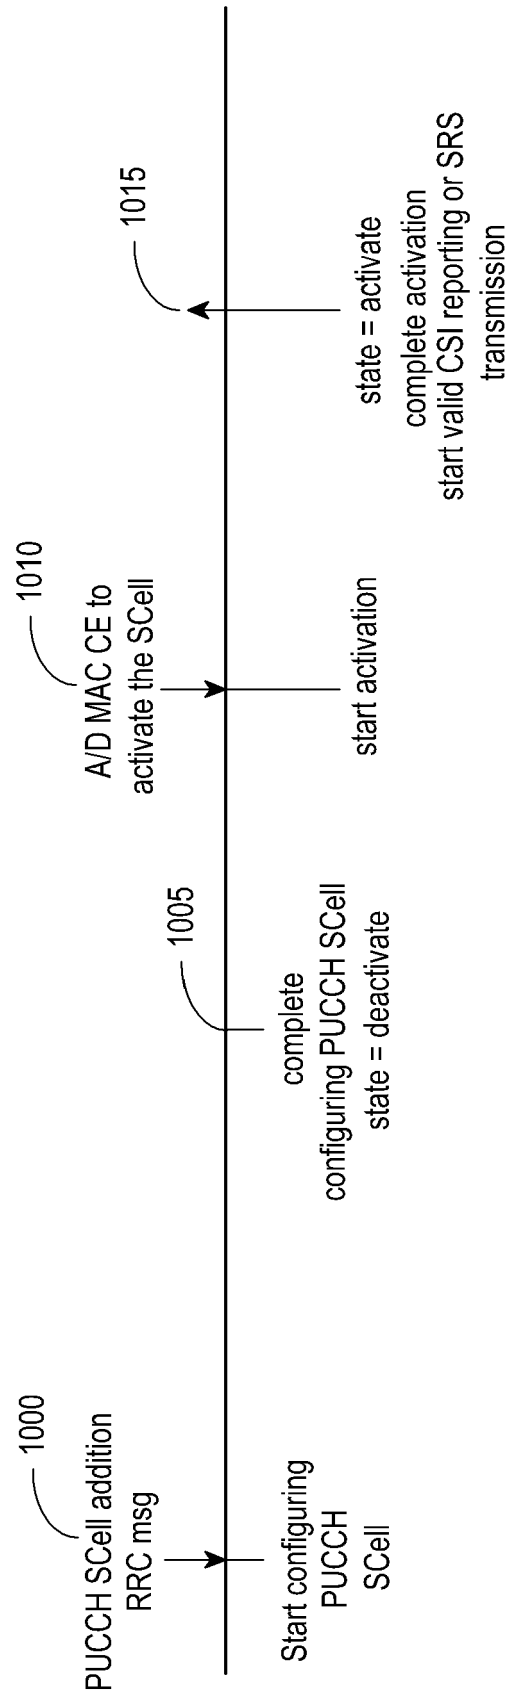 1000
PUCCH SCell addition
RRC msg
Start configuring
PUCCH
SCell
1005
complete
configuring PUCCH SCell
state = deactivate
1010
A/D MAC CE to
activate the SCell
start activation
1015
state = activate
complete activation
start valid CSI reporting or SRS
transmission